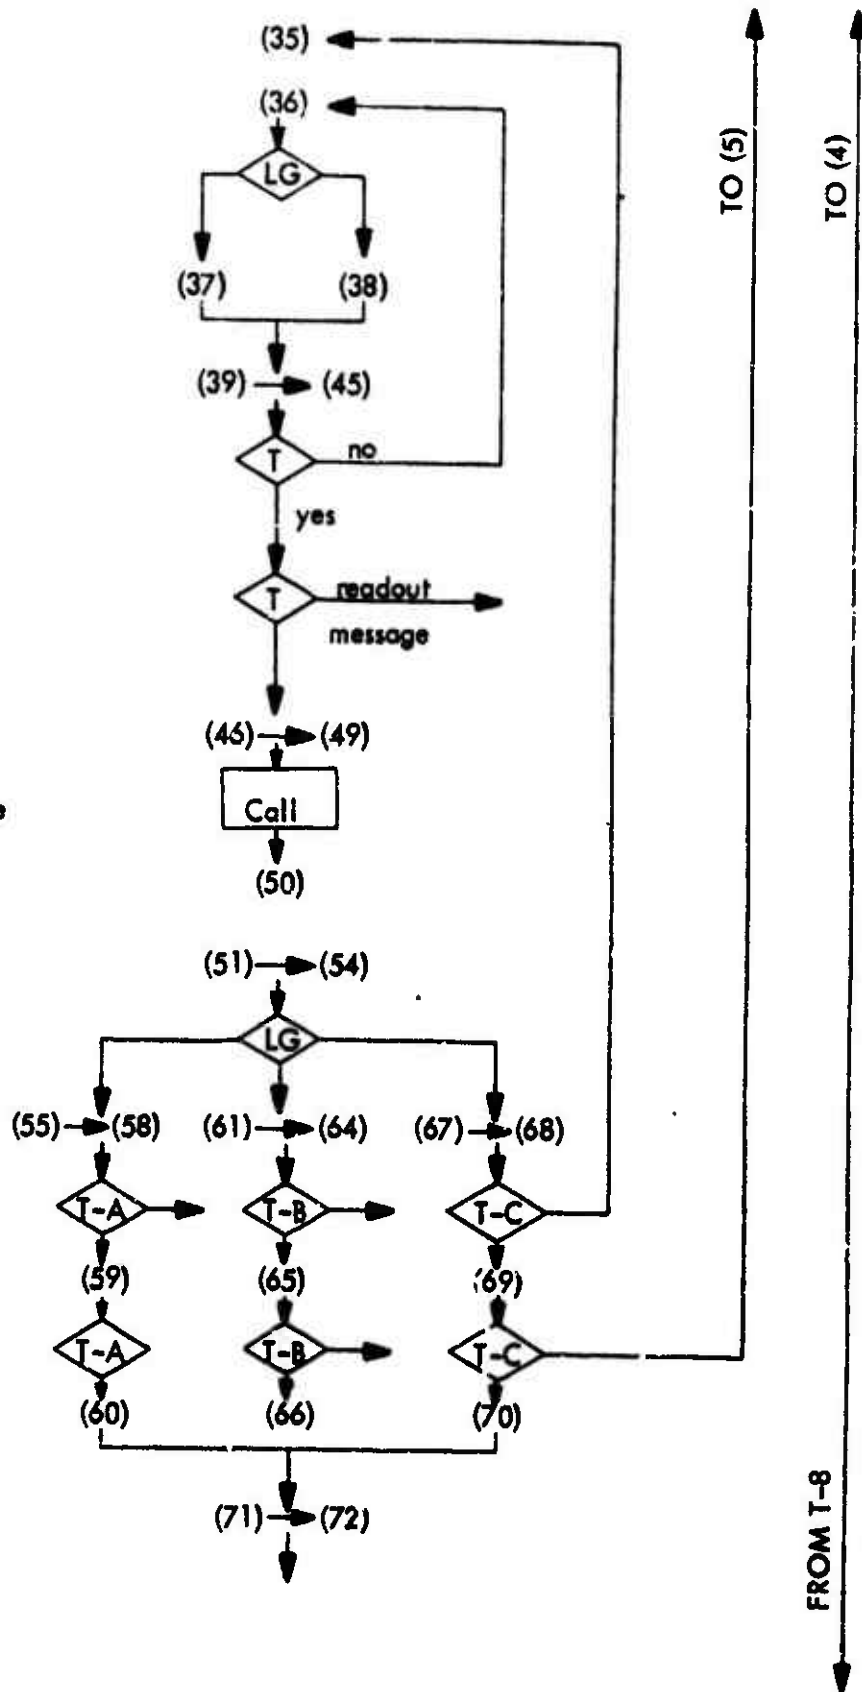 (35)
(36)
LG
(37) (38)
(39) (45)
T no
yes
T readout
message
(46) (49)
e
Call
(50)
(51) (54)
LG
(55) (58) (61) (64) (67) (68)
T-A T-B T-C
(59) (65) (69)
T-A T-B T-C
(60) (66) (70)
(71) (72)
TO (5)
TO (4)
FROM T-8